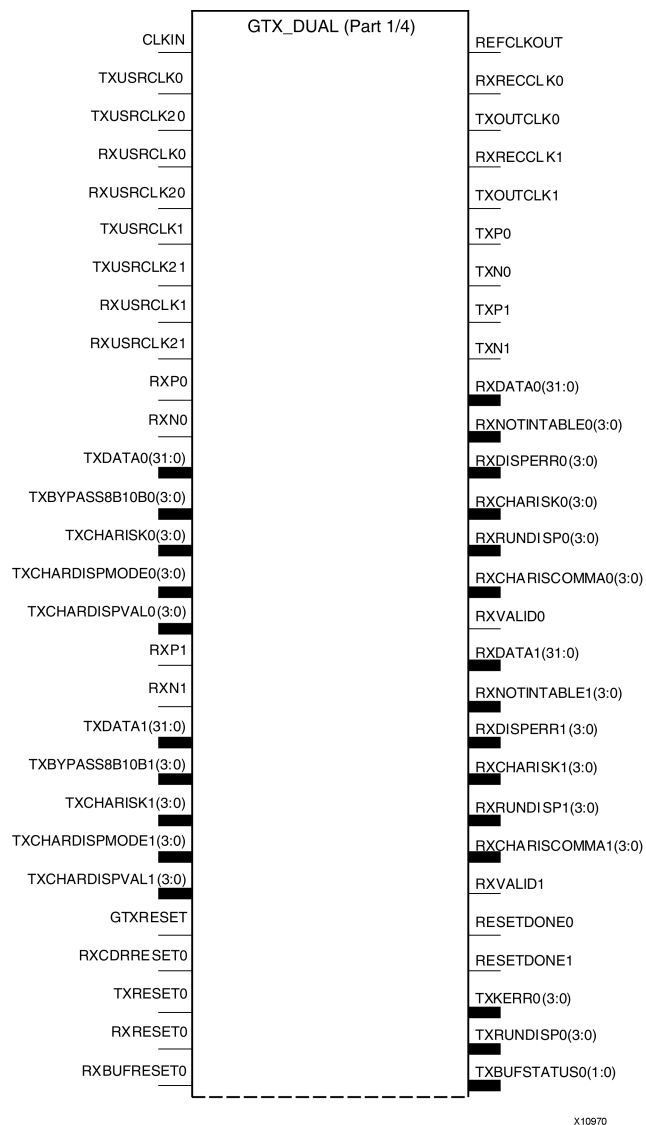 GTX_DUAL (Part 1/4)
CLKIN
TXUSRCLK0
TXUSRCLK20
RXUSRCLK0
RXUSRCLK20
TXUSRCLK1
TXUSRCLK21
RXUSRCLK1
RXUSRCLK21
RXP0
RXN0
TXDATA0(31:0)
TXBYPASS8B10B0(3:0)
TXCHARISK0(3:0)
TXCHARDISPMODE0(3:0)
TXCHARDISPVAL0(3:0)
RXP1
RXN1
TXDATA1(31:0)
TXBYPASS8B10B1(3:0)
TXCHARISK1(3:0)
TXCHARDISPMODE1(3:0)
TXCHARDISPVAL1(3:0)
GTXRESET
RXCDRRESET0
TXRESET0
RXRESET0
RXBUFRESET0
REFCLKOUT
RXRECCLK0
TXOUTCLK0
RXRECCLK1
TXOUTCLK1
TXP0
TXN0
TXP1
TXN1
RXDATA0(31:0)
RXNOTINTABLE0(3:0)
RXDISPERR0(3:0)
RXCHARISK0(3:0)
RXRUNDISP0(3:0)
RXCHARISCOMMA0(3:0)
RXVALID0
RXDATA1(31:0)
RXNOTINTABLE1(3:0)
RXDISPERR1(3:0)
RXCHARISK1(3:0)
RXRUNDISP1(3:0)
RXCHARISCOMMA1(3:0)
RXVALID1
RESETDONE0
RESETDONE1
TXKERR0(3:0)
TXRUNDISP0(3:0)
TXBUFSTATUS0(1:0)
X10970